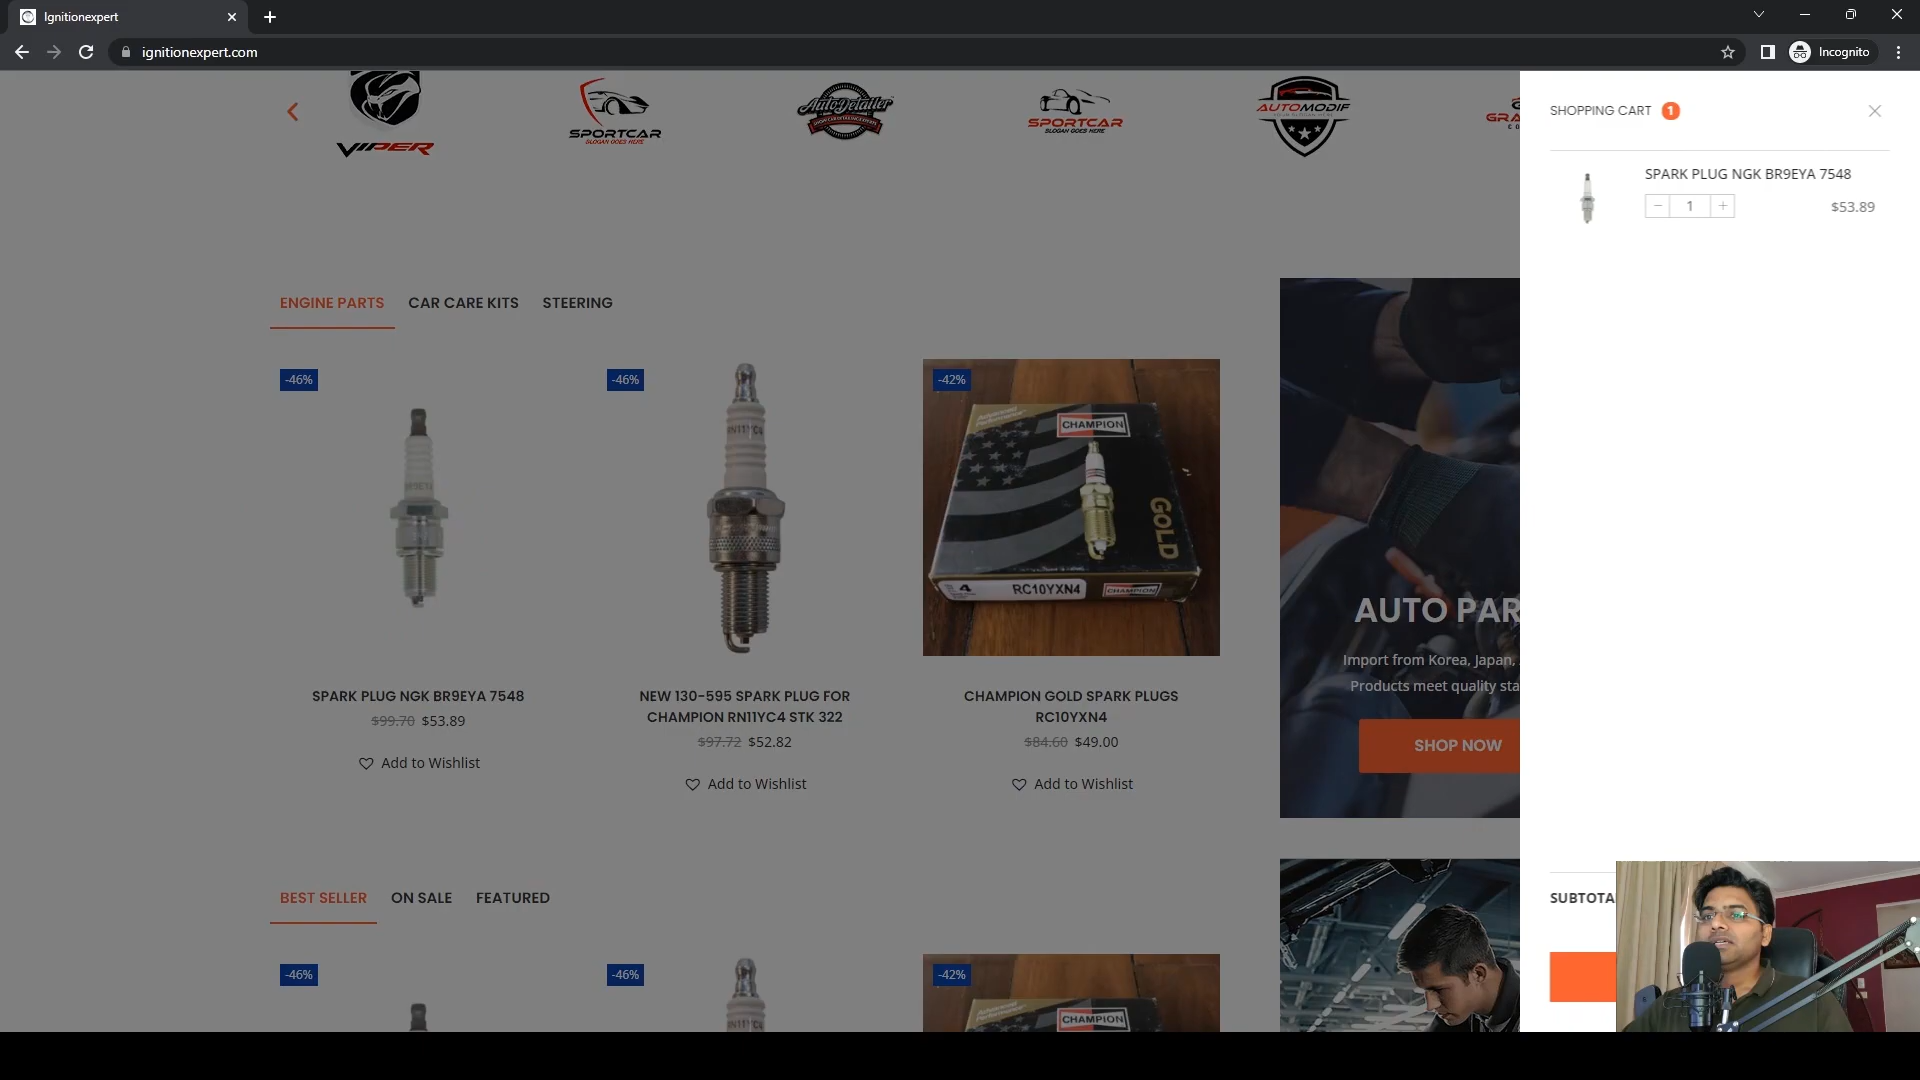 Ignitionexpert
ignitionexpert.com
Incognito
VIPER
SPORTCAR
SLOGAN GOES HERE
AutoDetailer
SPORTCAR
SLOGAN GOES HERE
AUTOMODIF
GRA
CO
SHOPPING CART 1
SPARK PLUG NGK BR9EYA 7548
− 1 +
$53.89
ENGINE PARTS CAR CARE KITS STEERING
-46%
-46%
RN11YC4
-42%
CHAMPION
GOLD
4
RC10YXN4
CHAMPION
AUTO PAR
Import from Korea, Japan,
Products meet quality sta
SHOP NOW
SPARK PLUG NGK BR9EYA 7548
$99.70 $53.89
Add to Wishlist
NEW 130-595 SPARK PLUG FOR
CHAMPION RN11YC4 STK 322
$97.72 $52.82
Add to Wishlist
CHAMPION GOLD SPARK PLUGS
RC10YXN4
$84.60 $49.00
Add to Wishlist
BEST SELLER ON SALE FEATURED
SUBTOTA
-46%
-46%
-42%
CHAMPION